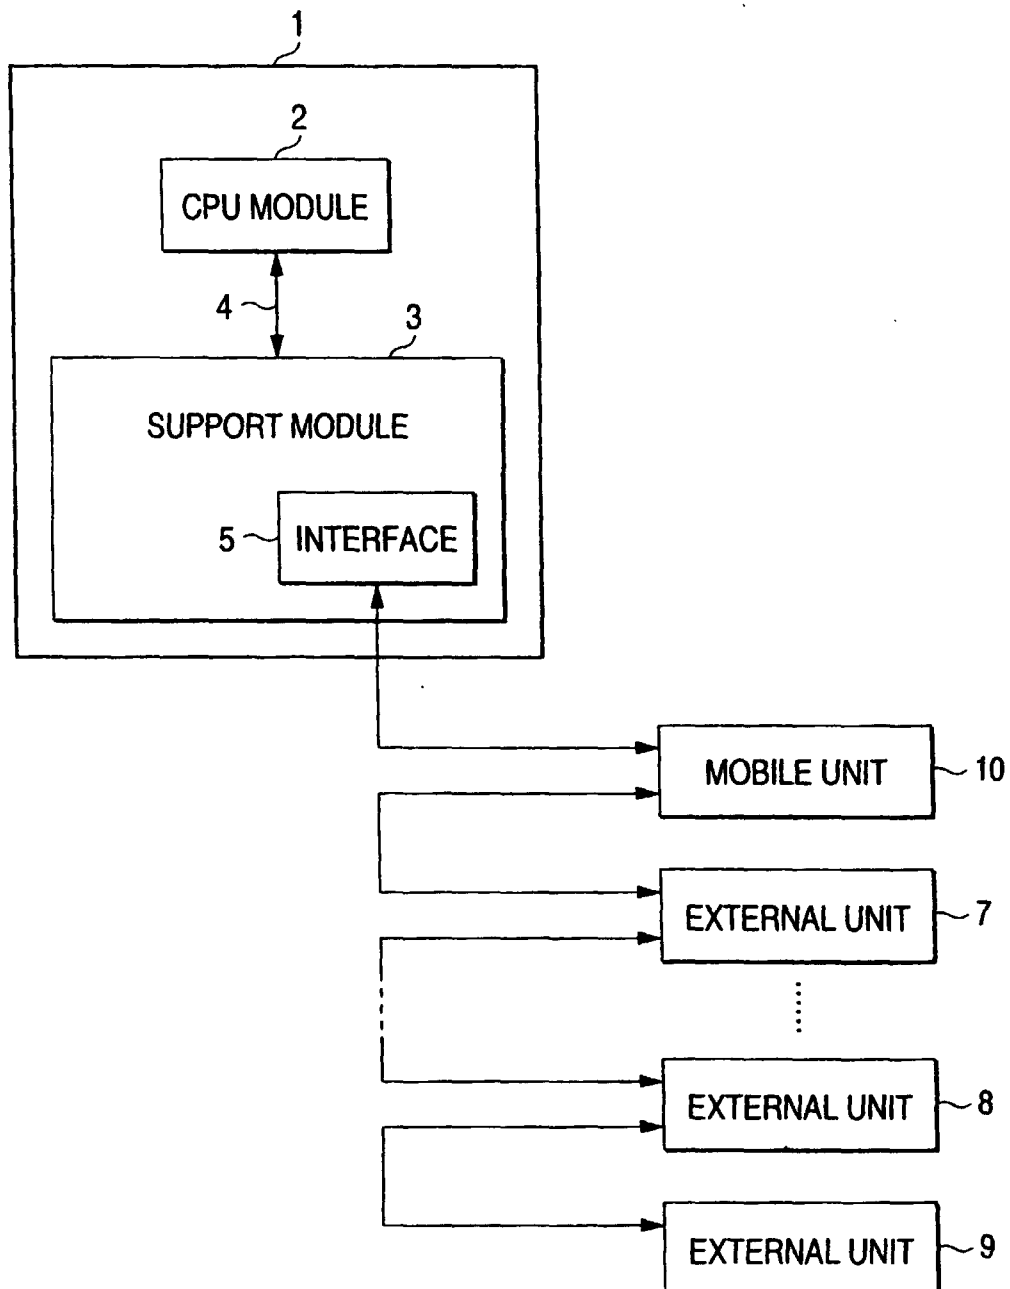 1
2
CPU MODULE
4
3
SUPPORT MODULE
5
INTERFACE
MOBILE UNIT
10
EXTERNAL UNIT
7
EXTERNAL UNIT
8
EXTERNAL UNIT
9